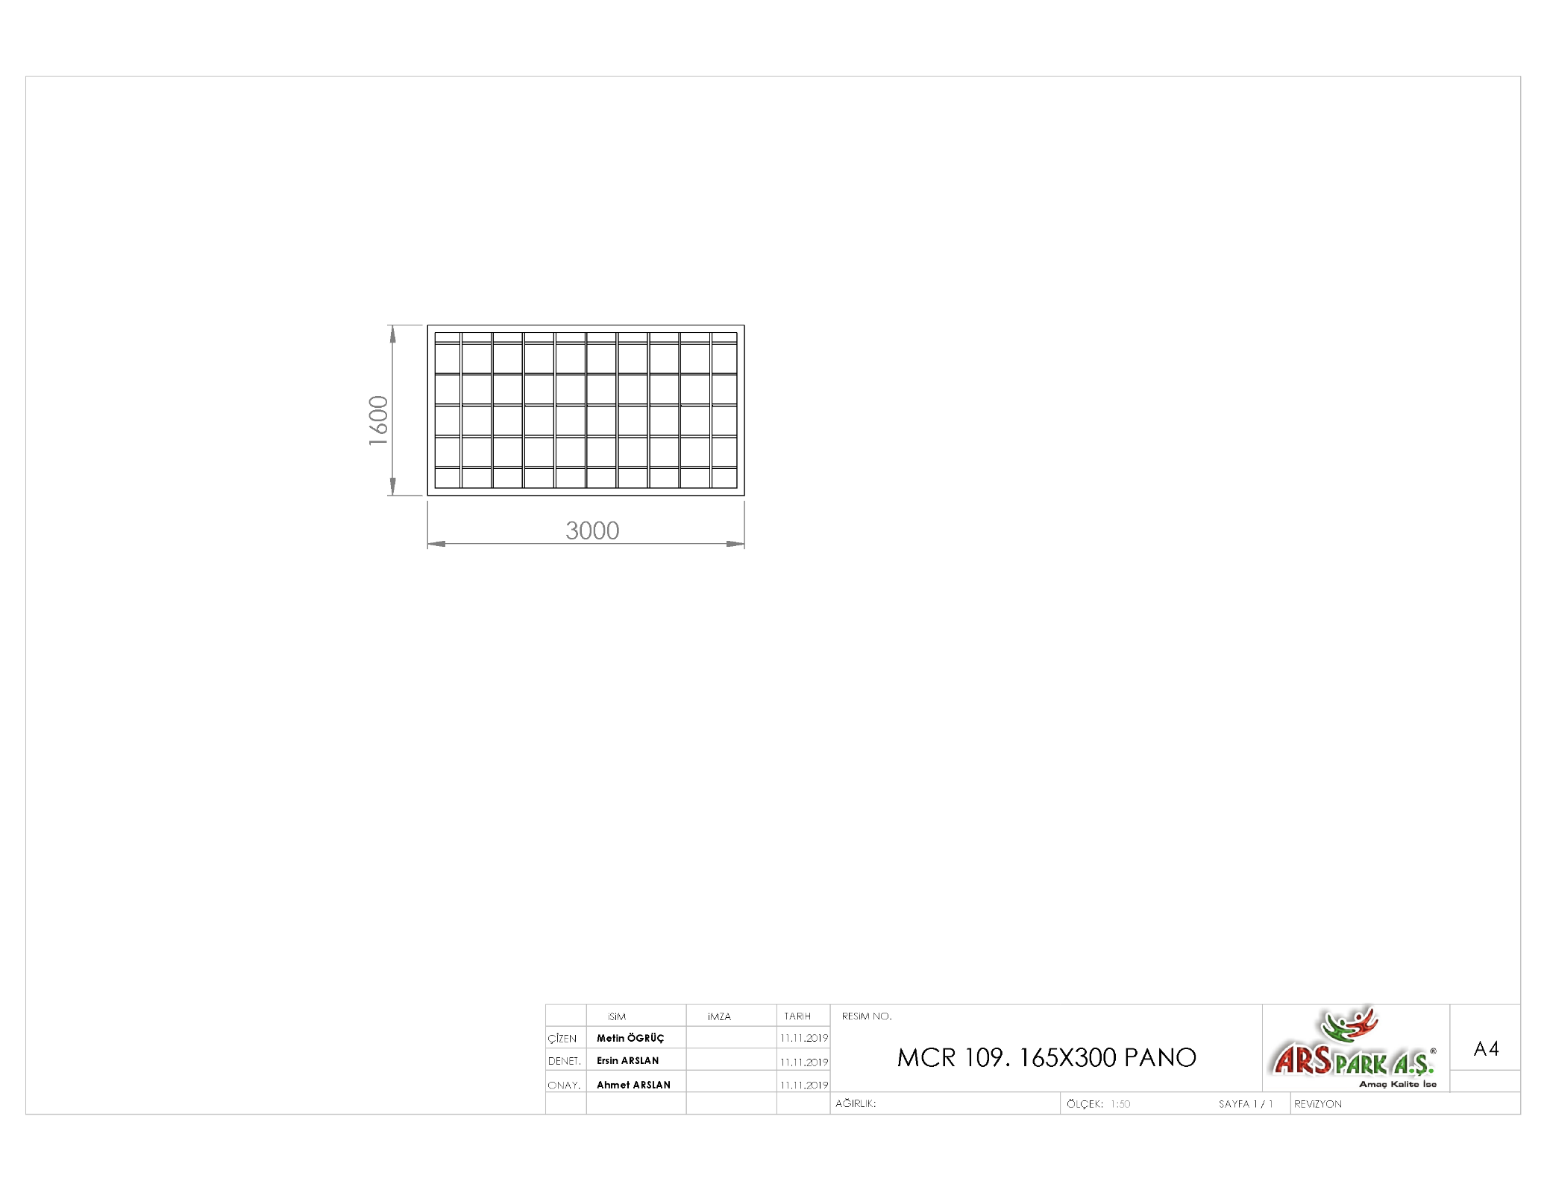 1600
3000
İSİM İMZA TARİH RESİM NO.
ÇİZEN Metin ÖGRÜÇ 11.11.2019
MCR 109. 165X300 PANO
DENET. Ersin ARSLAN 11.11.2019
ONAY. Ahmet ARSLAN 11.11.2019
ARSPARK A.Ş.®
Amaç Kalite İse
A4
AĞIRLIK: ÖLÇEK: 1:50 SAYFA 1 / 1 REVİZYON